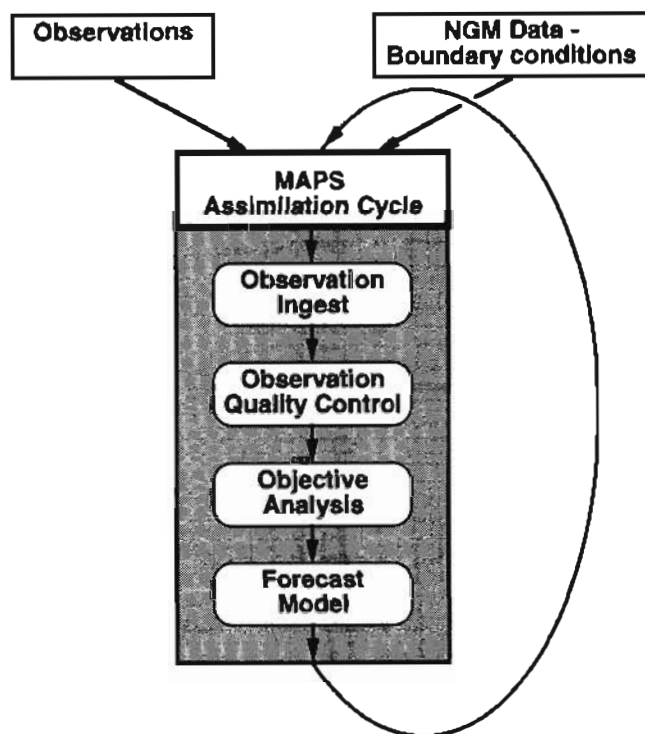 Observations
NGM Data -
Boundary conditions
MAPS
Assimilation Cycle
Observation
Ingest
Observation
Quality Control
Objective
Analysis
Forecast
Model